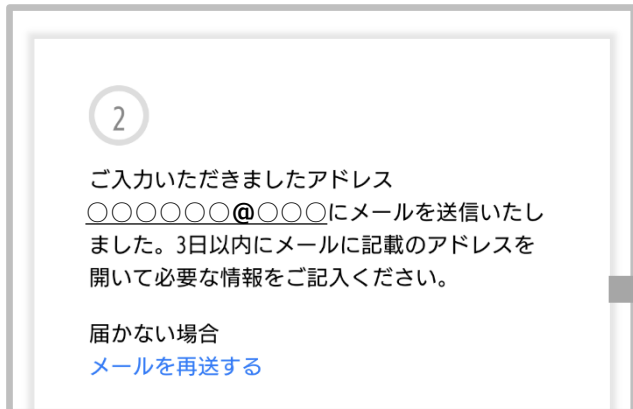 2
ご入力いただきましたアドレス
○○○○○○@○○○にメールを送信いたし
ました。3日以内にメールに記載のアドレスを
開いて必要な情報をご記入ください。
届かない場合
メールを再送する